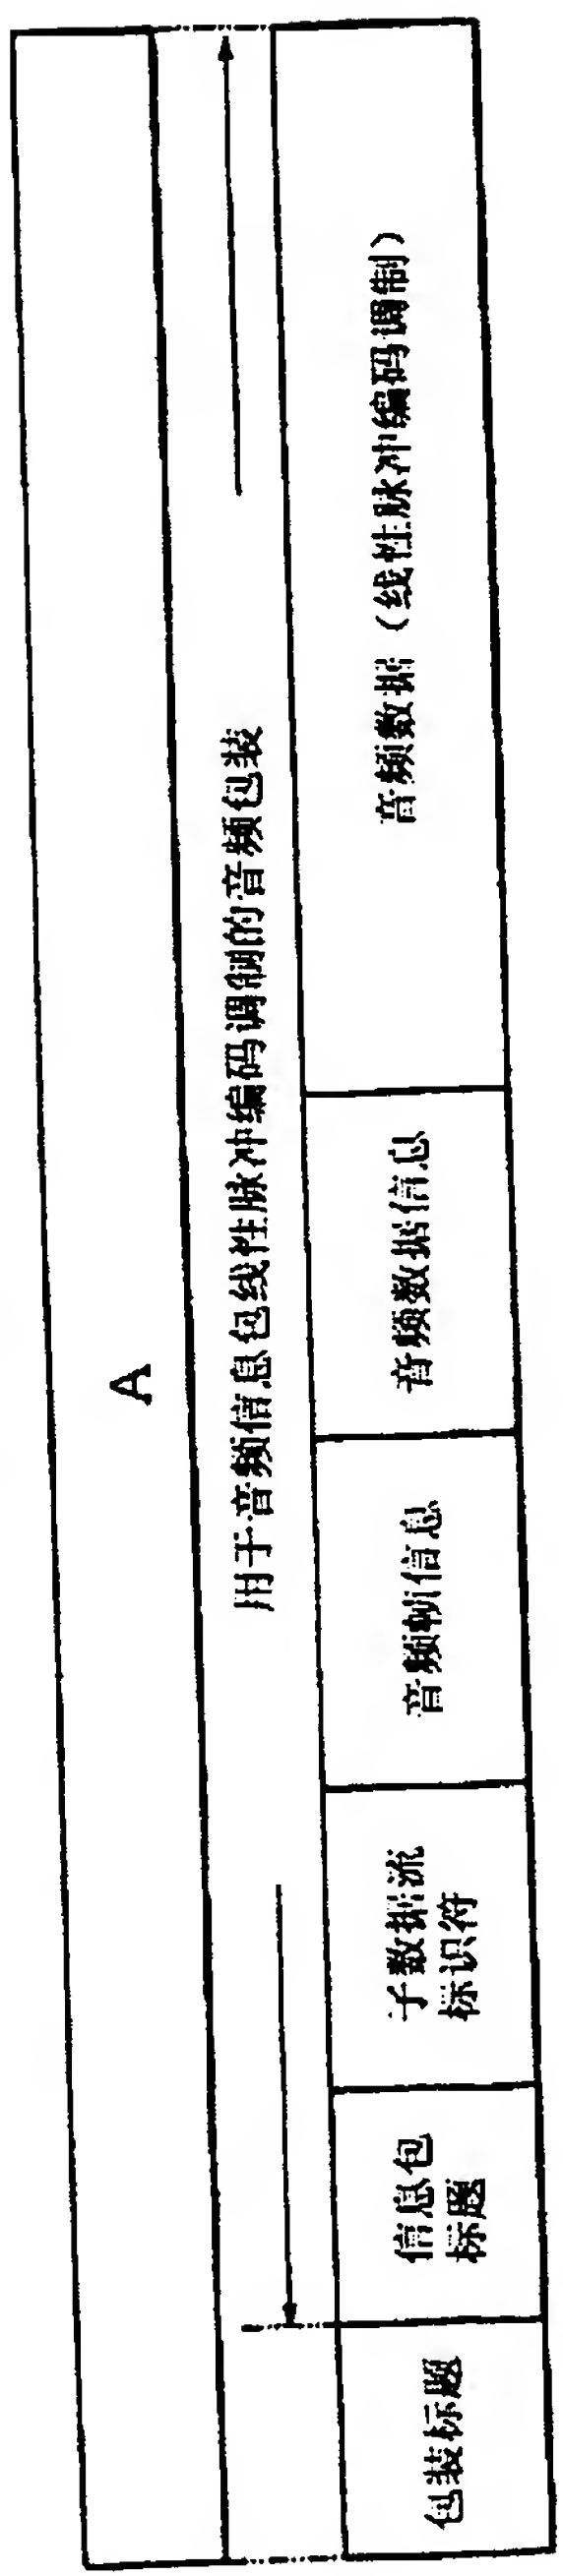 A
用于音频信息包线性脉冲编码调制的音频包装
包装标题
信息包
标题
子数据流
标识符
音频帧信息
音频数据信息
音频数据（线性脉冲编码调制）